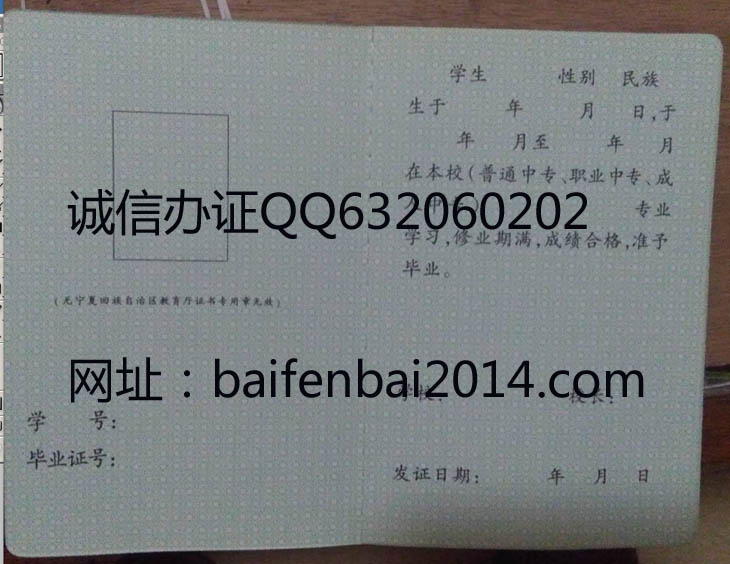 学生 性别 民族
生于 年 月 日,于
年 月至 年 月
在本校(普通中专、职业中专、成
诚信办证QQ632060202
专业
学习,修业期满,成绩合格,准予
毕业。
(无宁夏回族自治区教育厅证书专用章无效)
网址：baifenbai2014.com
学校: 校长:
学 号:
毕业证号:
发证日期: 年 月 日